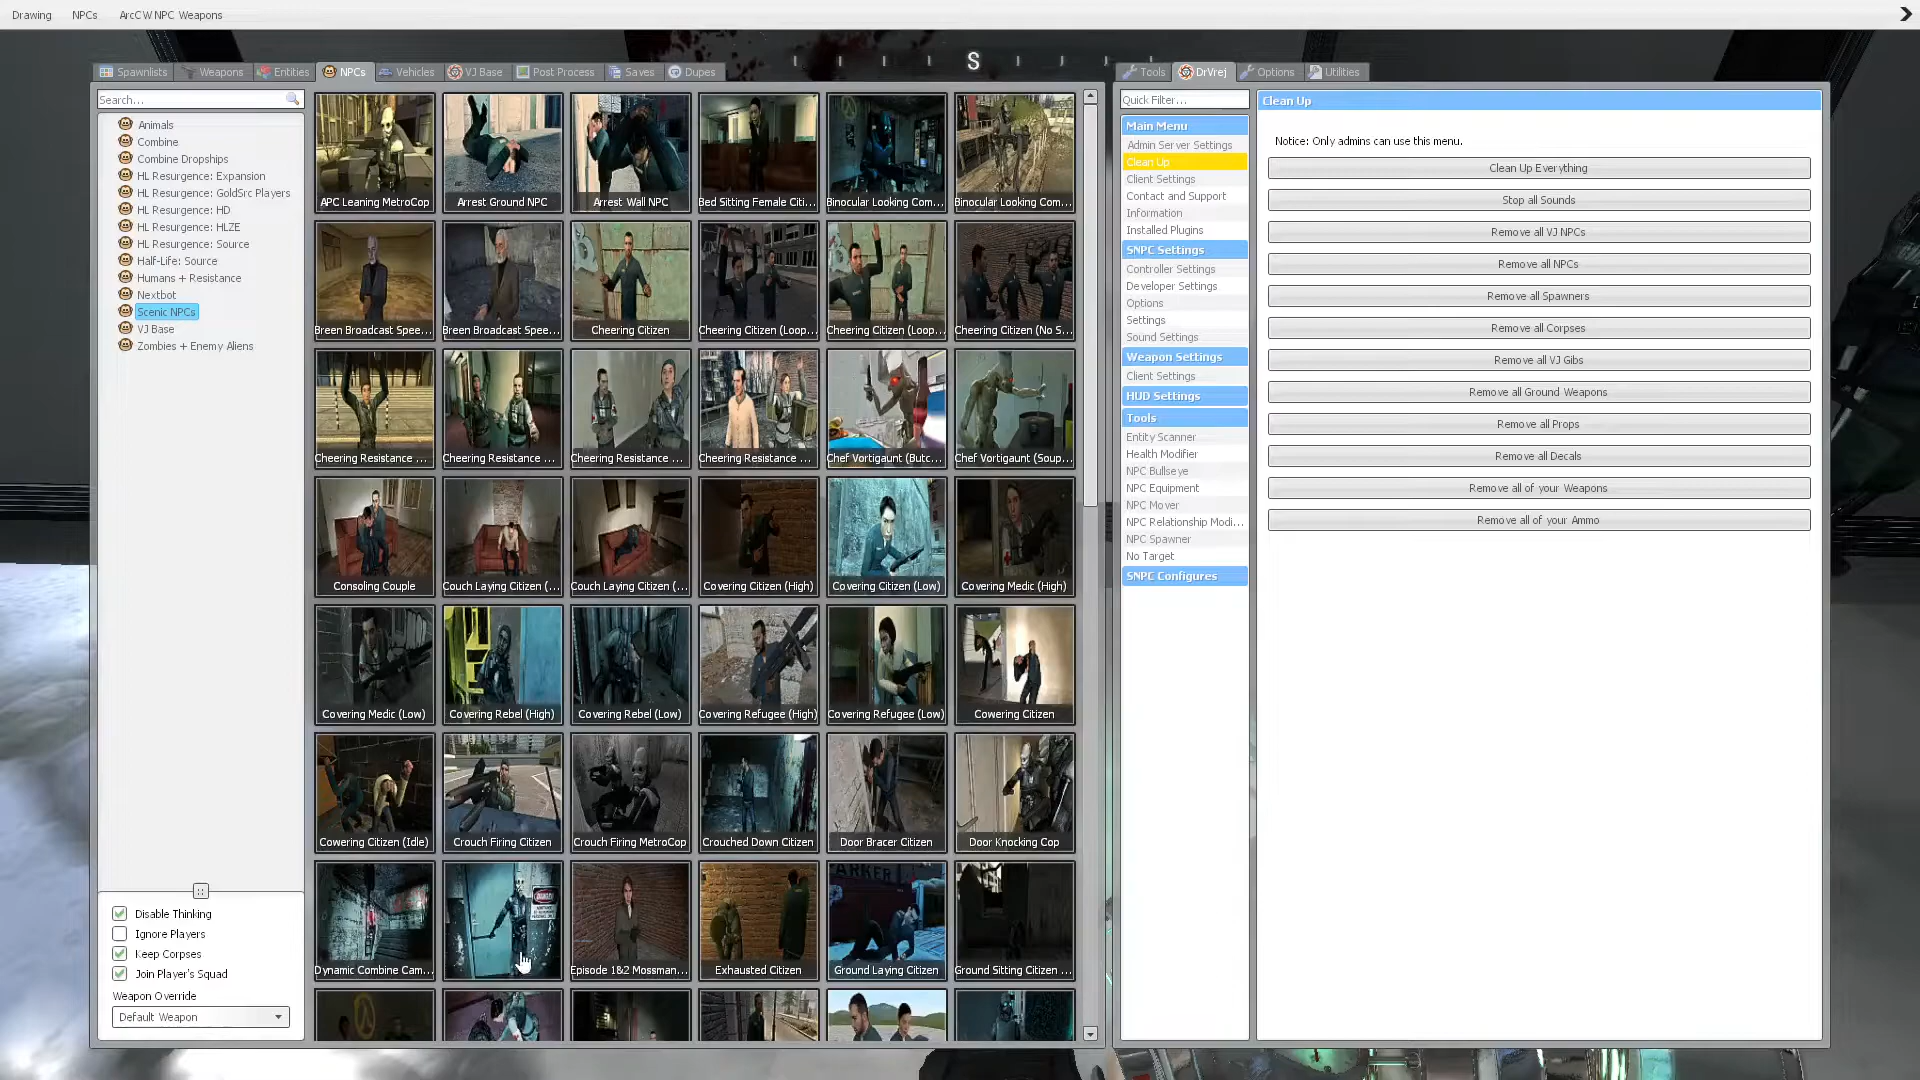 Drawing NPCs ArcCW NPC Weapons
S
Spawnlists Weapons Entities NPCs Vehicles VJ Base Post Process Saves Dupes
Search...
Animals
Combine
Combine Dropships
HL Resurgence: Expansion
HL Resurgence: GoldSrc Players
HL Resurgence: HD
HL Resurgence: HLZE
HL Resurgence: Source
Half-Life: Source
Humans + Resistance
Nextbot
Scenic NPCs
VJ Base
Zombies + Enemy Aliens
Disable Thinking
Ignore Players
Keep Corpses
Join Player's Squad
Weapon Override
Default Weapon
APC Leaning MetroCop Arrest Ground NPC Arrest Wall NPC Bed Sitting Female Citi... Binocular Looking Com... Binocular Looking Com...
Breen Broadcast Spee... Breen Broadcast Spee... Cheering Citizen Cheering Citizen (Loop... Cheering Citizen (Loop... Cheering Citizen (No S...
Cheering Resistance ... Cheering Resistance ... Cheering Resistance ... Cheering Resistance ... Chef Vortigaunt (Butc... Chef Vortigaunt (Soup...
Consoling Couple Couch Laying Citizen (... Couch Laying Citizen (... Covering Citizen (High) Covering Citizen (Low) Covering Medic (High)
Covering Medic (Low) Covering Rebel (High) Covering Rebel (Low) Covering Refugee (High) Covering Refugee (Low) Cowering Citizen
Cowering Citizen (Idle) Crouch Firing Citizen Crouch Firing MetroCop Crouched Down Citizen Door Bracer Citizen Door Knocking Cop
DANGER
Dynamic Combine Cam... Episode 1&2 Mossman... Exhausted Citizen Ground Laying Citizen Ground Sitting Citizen ...
Tools DrVrej Options Utilities
Quick Filter...
Main Menu
Admin Server Settings
Clean Up
Client Settings
Contact and Support
Information
Installed Plugins
SNPC Settings
Controller Settings
Developer Settings
Options
Settings
Sound Settings
Weapon Settings
Client Settings
HUD Settings
Tools
Entity Scanner
Health Modifier
NPC Bullseye
NPC Equipment
NPC Mover
NPC Relationship Modi...
NPC Spawner
No Target
SNPC Configures
Clean Up
Notice: Only admins can use this menu.
Clean Up Everything
Stop all Sounds
Remove all VJ NPCs
Remove all NPCs
Remove all Spawners
Remove all Corpses
Remove all VJ Gibs
Remove all Ground Weapons
Remove all Props
Remove all Decals
Remove all of your Weapons
Remove all of your Ammo